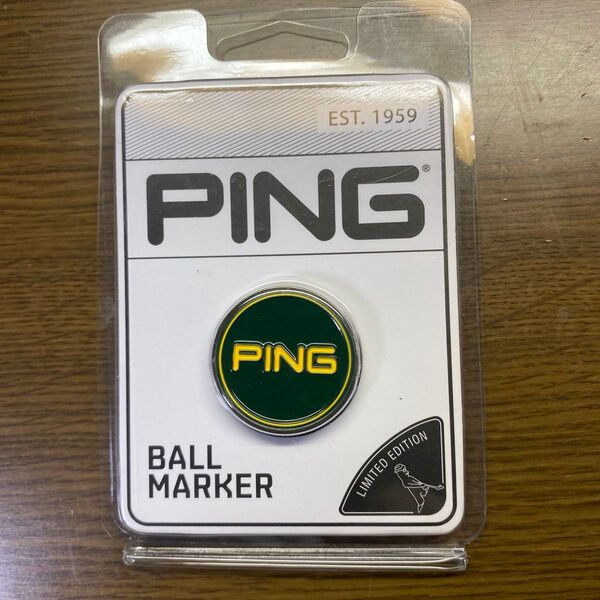 EST. 1959
PING®
PING
BALL
MARKER
LIMITED EDITION